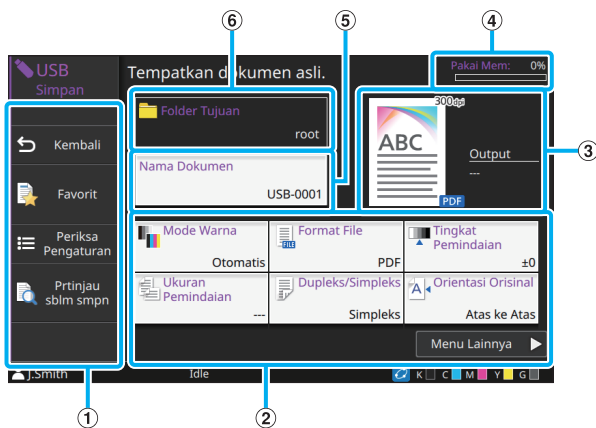 ⑥
⑤
④
USB
Simpan
Tempatkan dokumen asli.
Pakai Mem: 0%
Folder Tujuan
root
Nama Dokumen
USB-0001
300dpi
ABC
PDF
Output
---
③
Kembali
Favorit
Periksa
Pengaturan
Prtinjau
sblm smpn
Mode Warna
Otomatis
Format File
FILE
PDF
Tingkat
Pemindaian
±0
Ukuran
Pemindaian
---
Dupleks/Simpleks
Simpleks
A
Orientasi Orisinal
Atas ke Atas
Menu Lainnya
J.Smith
Idle
K C M Y G
①
②